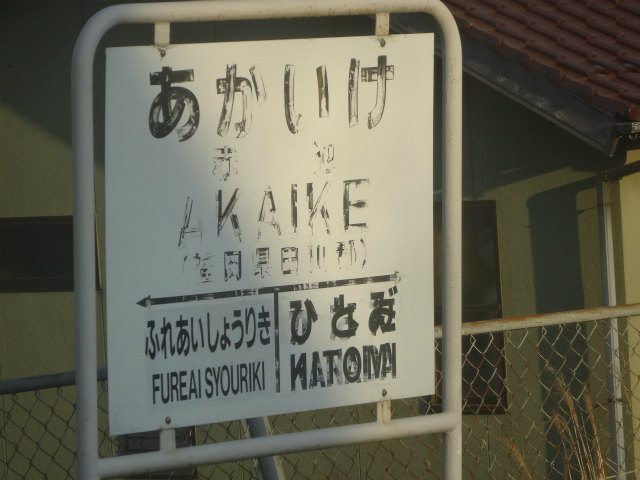 あかいけ
赤 池
AKAIKE
(福岡県田川郡)
ふれあいしょうりき
FUREAI SYOURIKI
ひとみ
HITOMI